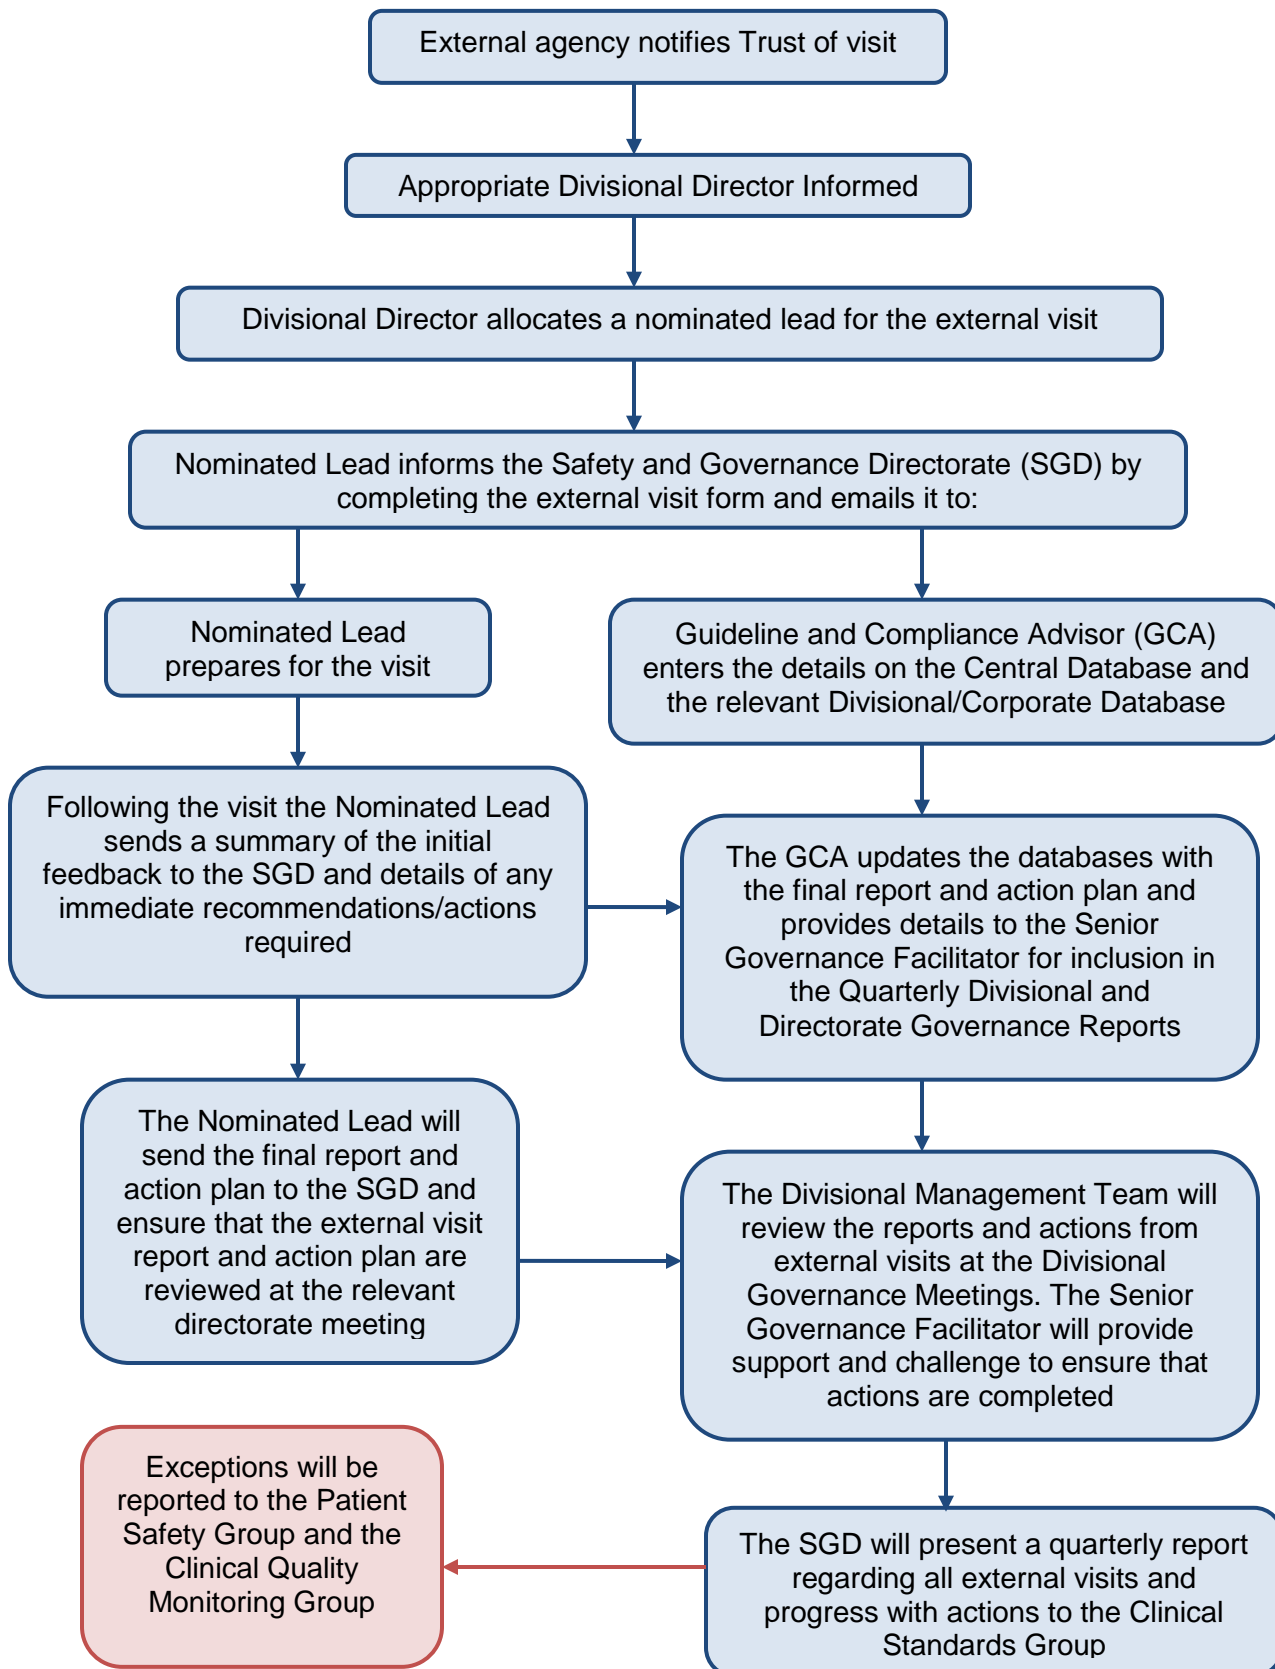 External agency notifies Trust of visit
Appropriate Divisional Director Informed
Divisional Director allocates a nominated lead for the external visit
Nominated Lead informs the Safety and Governance Directorate (SGD) by
completing the external visit form and emails it to:
Nominated Lead
prepares for the visit
Guideline and Compliance Advisor (GCA)
enters the details on the Central Database and
the relevant Divisional/Corporate Database
Following the visit the Nominated Lead
sends a summary of the initial
feedback to the SGD and details of any
immediate recommendations/actions
required
The GCA updates the databases with
the final report and action plan and
provides details to the Senior
Governance Facilitator for inclusion in
the Quarterly Divisional and
Directorate Governance Reports
The Nominated Lead will
send the final report and
action plan to the SGD and
ensure that the external visit
report and action plan are
reviewed at the relevant
directorate meeting
The Divisional Management Team will
review the reports and actions from
external visits at the Divisional
Governance Meetings. The Senior
Governance Facilitator will provide
support and challenge to ensure that
actions are completed
Exceptions will be
reported to the Patient
Safety Group and the
Clinical Quality
Monitoring Group
The SGD will present a quarterly report
regarding all external visits and
progress with actions to the Clinical
Standards Group